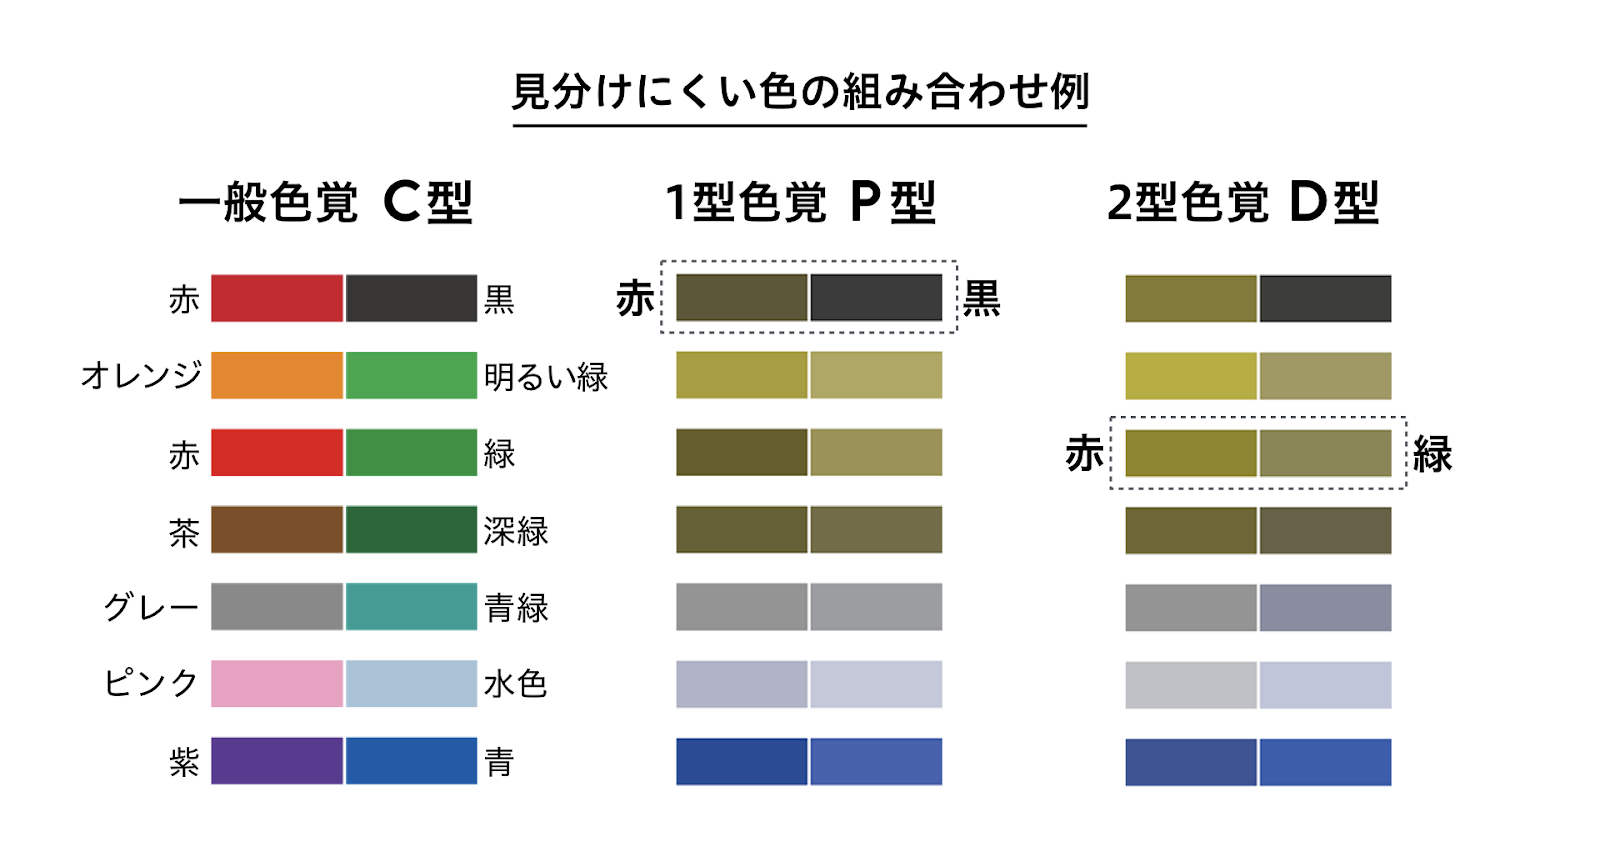 見分けにくい色の組み合わせ例
一般色覚 C型
1型色覚 P型
2型色覚 D型
赤 黒
赤 黒
オレンジ 明るい緑
赤 緑
赤 緑
茶 深緑
グレー 青緑
ピンク 水色
紫 青